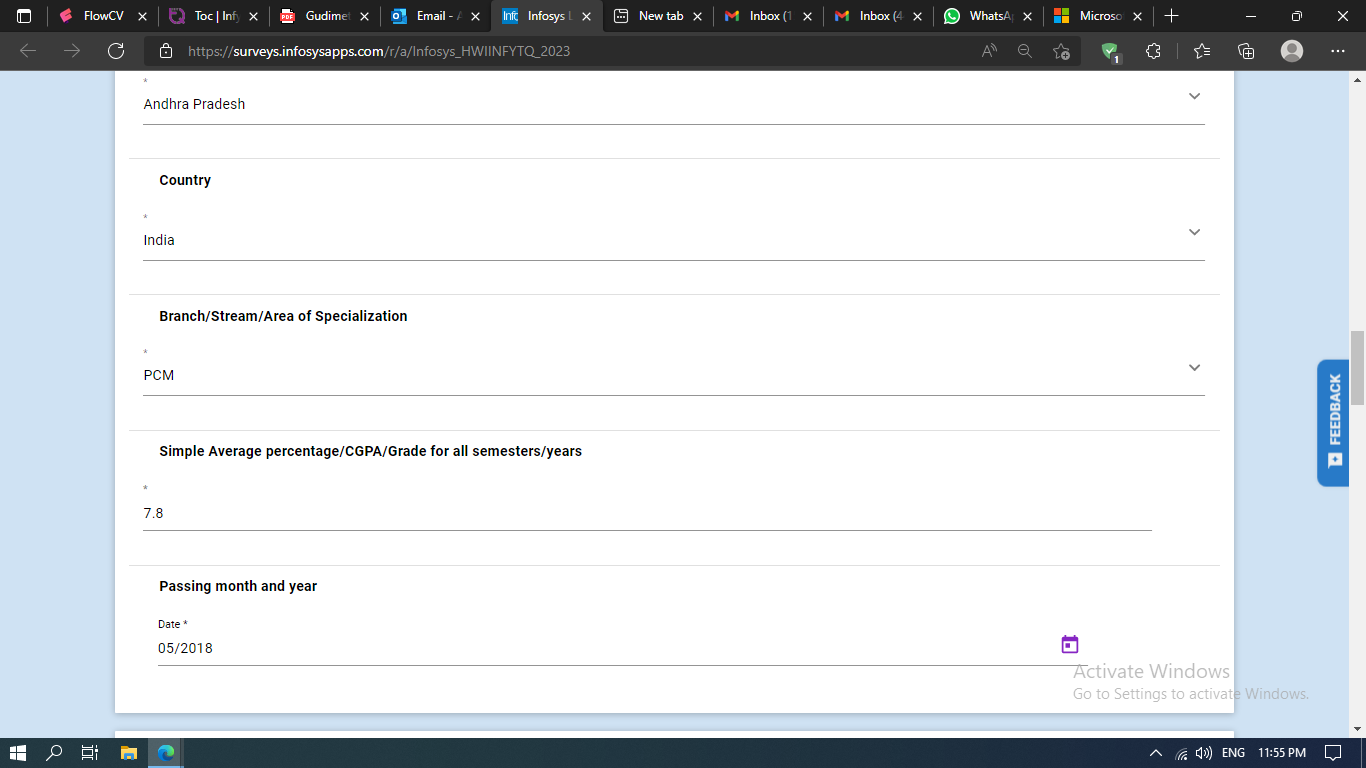 FlowCV
Toc | Inf
Gudime
Email -
Infosys L
New tab
Inbox (1
Inbox (4
WhatsA
Microso
https://surveys.infosysapps.com/r/a/Infosys_HWIINFYTQ_2023
*
Andhra Pradesh
Country
*
India
Branch/Stream/Area of Specialization
*
PCM
Simple Average percentage/CGPA/Grade for all semesters/years
*
7.8
Passing month and year
Date *
05/2018
FEEDBACK
Activate Windows
Go to Settings to activate Windows.
ENG
11:55 PM